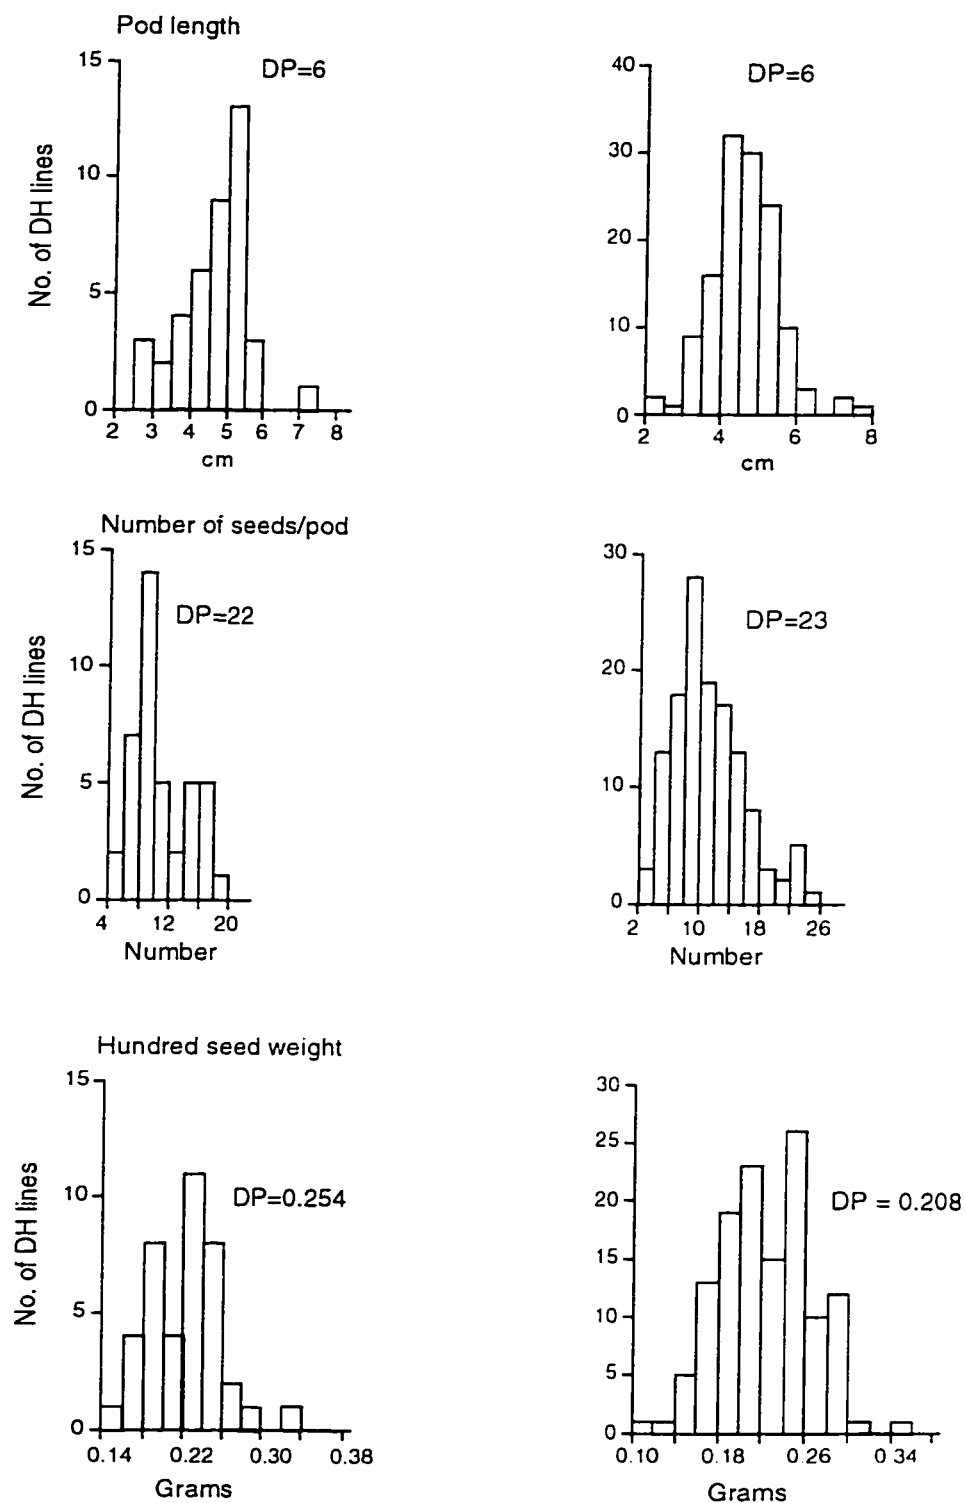 Pod length
15
10
5
0
No. of DH lines
DP=6
2 3 4 5 6 7 8
cm
40
30
20
10
0
DP=6
2 4 6 8
cm
Number of seeds/pod
15
10
5
0
No. of DH lines
DP=22
4 12 20
Number
30
20
10
0
DP=23
2 10 18 26
Number
Hundred seed weight
15
10
5
0
No. of DH lines
DP=0.254
0.14 0.22 0.30 0.38
Grams
30
25
20
15
10
5
0
DP = 0.208
0.10 0.18 0.26 0.34
Grams